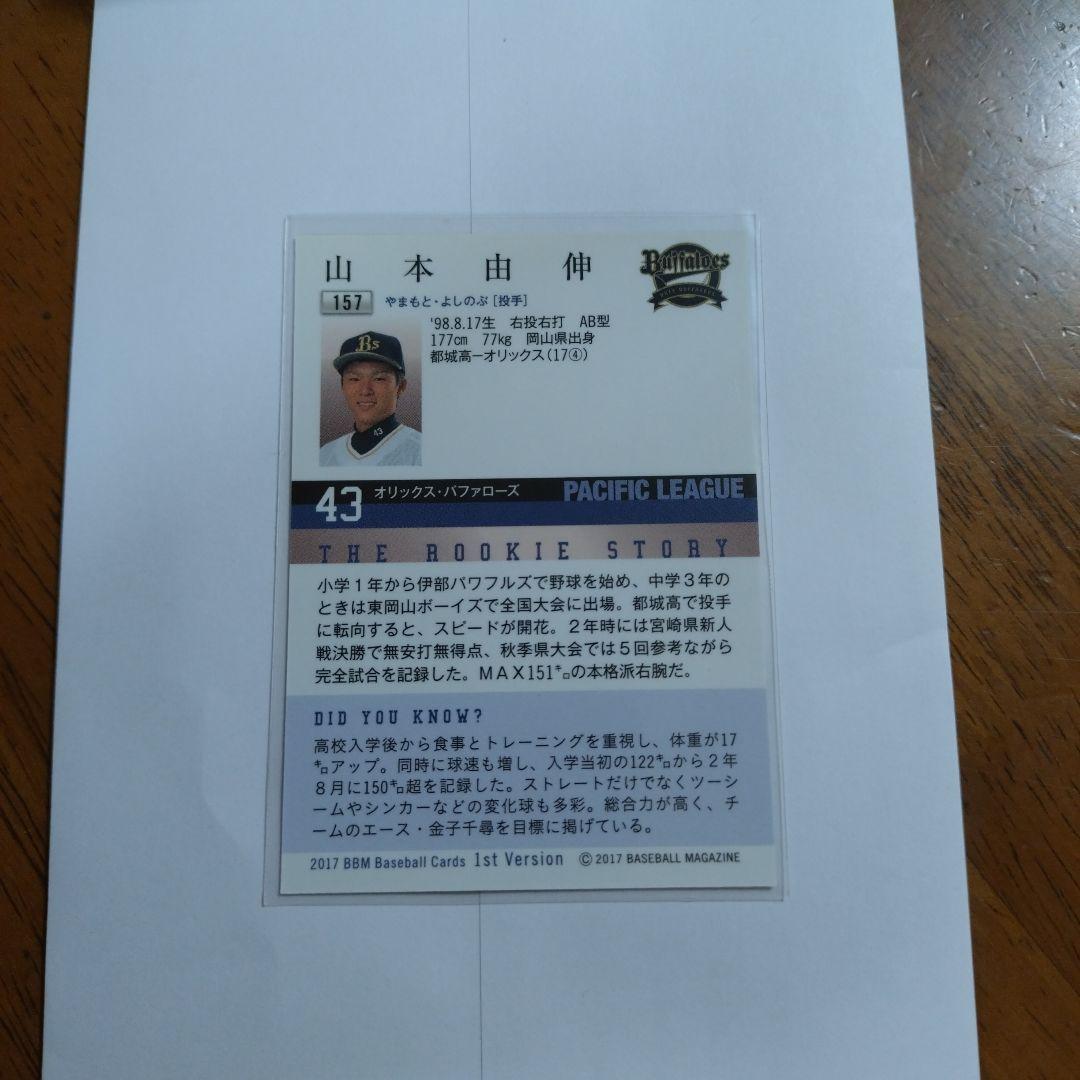 山本由伸
Buffaloes
157
やまもと・よしのぶ[投手]
'98.8.17生 右投右打 AB型
177cm 77kg 岡山県出身
都城高ーオリックス(17④)
Bs
43
43
オリックス・バファローズ
PACIFIC LEAGUE
THE ROOKIE STORY
小学1年から伊部パワフルズで野球を始め、中学3年の
ときは東岡山ボーイズで全国大会に出場。都城高で投手
に転向すると、スピードが開花。2年時には宮崎県新人
戦決勝で無安打無得点、秋季県大会では5回参考ながら
完全試合を記録した。MAX151㌔の本格派右腕だ。
DID YOU KNOW?
高校入学後から食事とトレーニングを重視し、体重が17
㌔アップ。同時に球速も増し、入学当初の122㌔から2年
8月に150㌔超を記録した。ストレートだけでなくツーシ
ームやシンカーなどの変化球も多彩。総合力が高く、チ
ームのエース・金子千尋を目標に掲げている。
2017 BBM Baseball Cards 1st Version © 2017 BASEBALL MAGAZINE